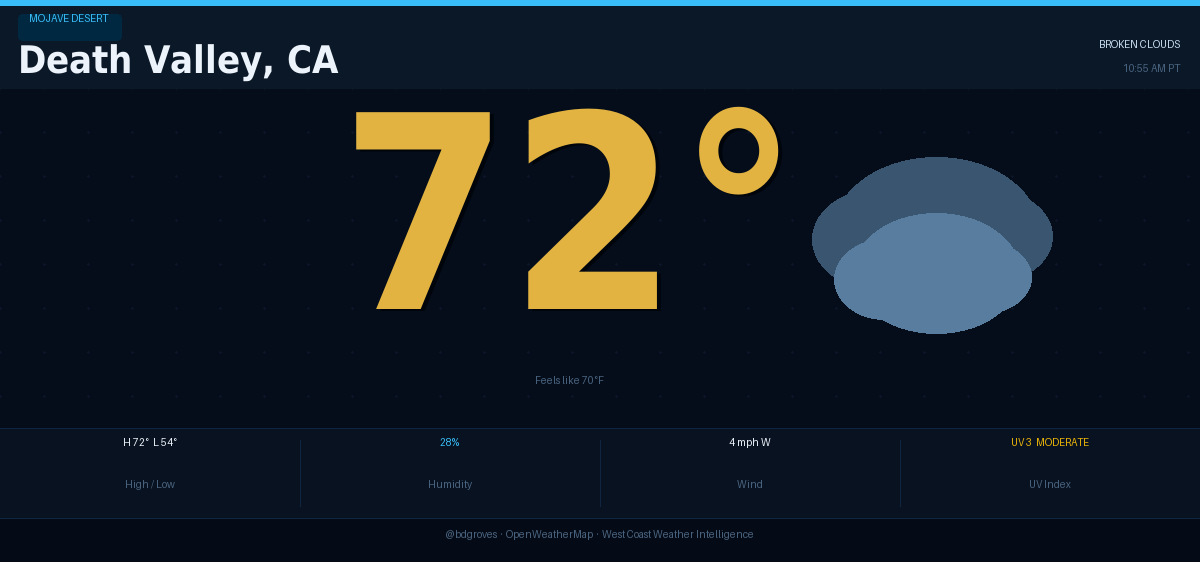 MOJAVE DESERT
Death Valley, CA
BROKEN CLOUDS
10:55 AM PT
72°
Feels like 70°F
H 72° L 54°
High / Low
28%
Humidity
4 mph W
Wind
UV 3 MODERATE
UV Index
@bdgroves · OpenWeatherMap · West Coast Weather Intelligence